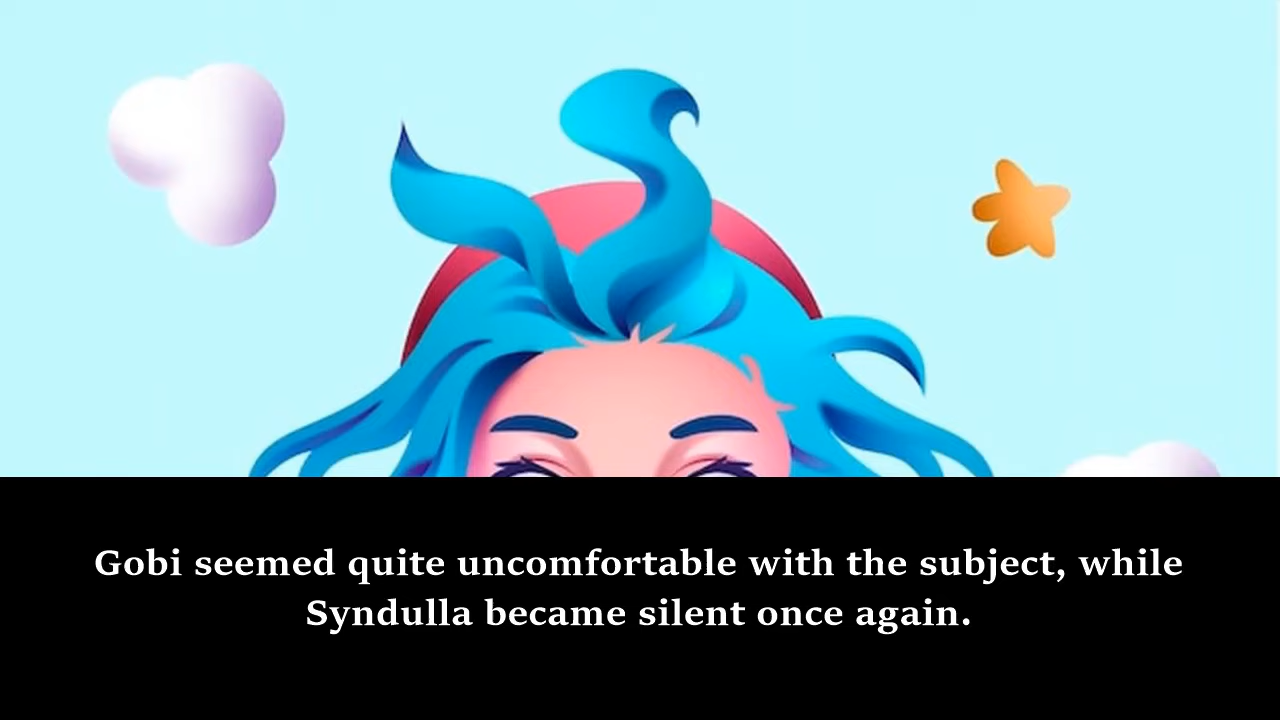 Gobi seemed quite uncomfortable with the subject, while
Syndulla became silent once again.